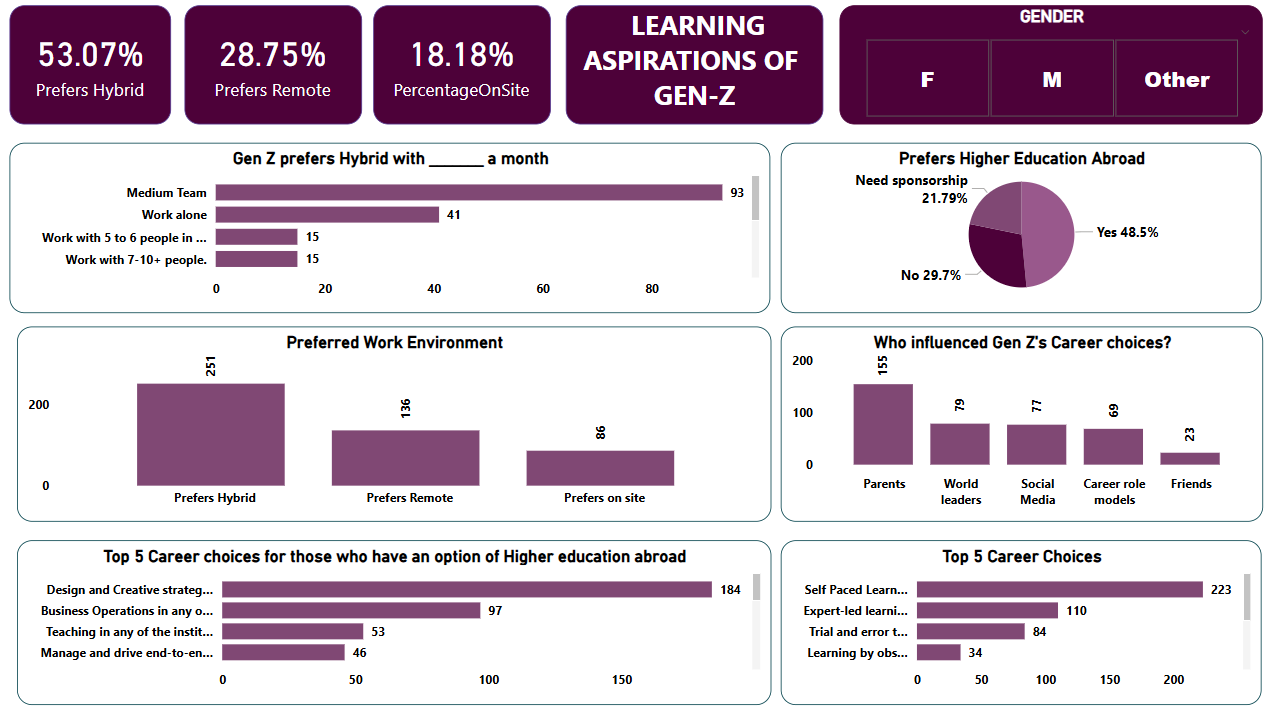 53.07%
Prefers Hybrid
28.75%
Prefers Remote
18.18%
PercentageOnSite
LEARNING
ASPIRATIONS OF
GEN-Z
GENDER
F
M
Other
Gen Z prefers Hybrid with ______ a month
Medium Team
93
Work alone
41
Work with 5 to 6 people in ...
15
Work with 7-10+ people.
15
0
20
40
60
80
Prefers Higher Education Abroad
Need sponsorship
21.79%
Yes 48.5%
No 29.7%
Preferred Work Environment
200
0
251
136
86
Prefers Hybrid
Prefers Remote
Prefers on site
Who influenced Gen Z's Career choices?
200
100
0
155
79
77
69
23
Parents
World
leaders
Social
Media
Career role
models
Friends
Top 5 Career choices for those who have an option of Higher education abroad
Design and Creative strateg...
184
Business Operations in any o...
97
Teaching in any of the instit...
53
Manage and drive end-to-en...
46
0
50
100
150
Top 5 Career Choices
Self Paced Learn...
223
Expert-led learni...
110
Trial and error t...
84
Learning by obs...
34
0
50
100
150
200